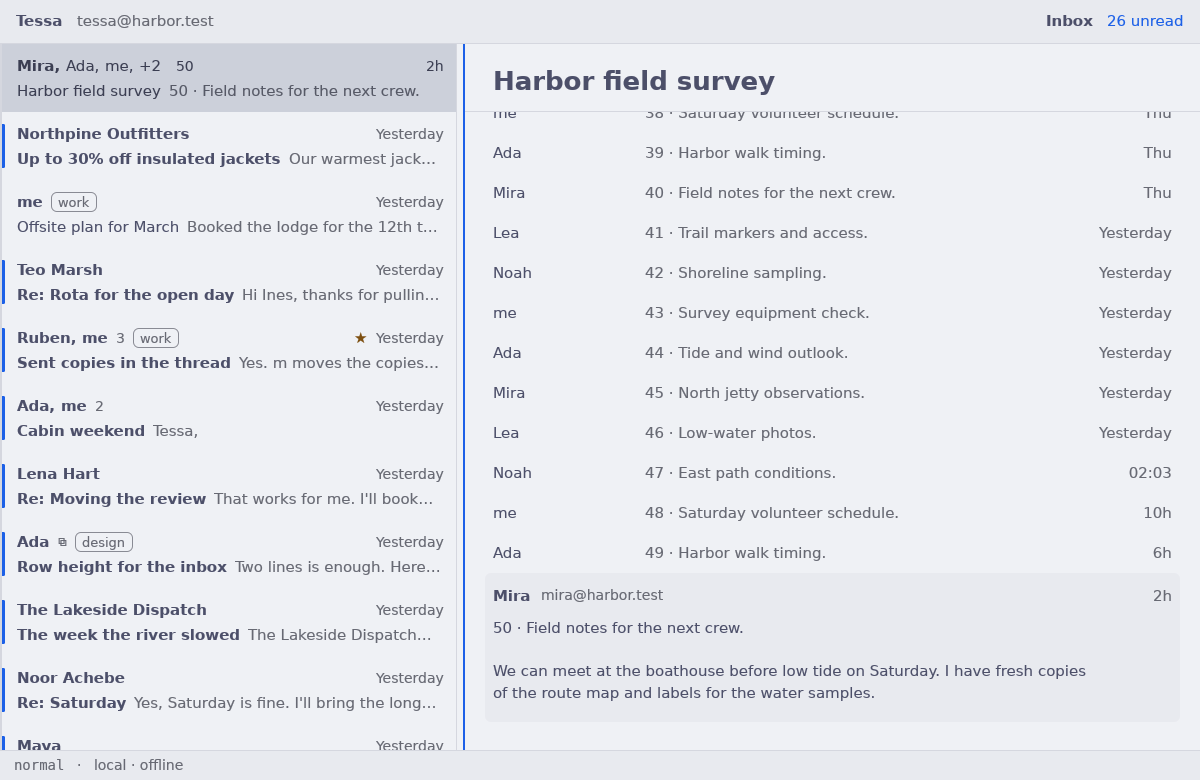 Tessa tessa@harbor.test Inbox 26 unread
Mira, Ada, me, +2 50 2h
Harbor field survey 50 · Field notes for the next crew.
Northpine Outfitters Yesterday
Up to 30% off insulated jackets Our warmest jack…
me work Yesterday
Offsite plan for March Booked the lodge for the 12th t…
Teo Marsh Yesterday
Re: Rota for the open day Hi Ines, thanks for pullin…
Ruben, me 3 work ★ Yesterday
Sent copies in the thread Yes. m moves the copies…
Ada, me 2 Yesterday
Cabin weekend Tessa,
Lena Hart Yesterday
Re: Moving the review That works for me. I'll book…
Ada design Yesterday
Row height for the inbox Two lines is enough. Here…
The Lakeside Dispatch Yesterday
The week the river slowed The Lakeside Dispatch…
Noor Achebe Yesterday
Re: Saturday Yes, Saturday is fine. I'll bring the long…
Maya Yesterday
Harbor field survey
me 38 · Saturday volunteer schedule. Thu
Ada 39 · Harbor walk timing. Thu
Mira 40 · Field notes for the next crew. Thu
Lea 41 · Trail markers and access. Yesterday
Noah 42 · Shoreline sampling. Yesterday
me 43 · Survey equipment check. Yesterday
Ada 44 · Tide and wind outlook. Yesterday
Mira 45 · North jetty observations. Yesterday
Lea 46 · Low-water photos. Yesterday
Noah 47 · East path conditions. 02:03
me 48 · Saturday volunteer schedule. 10h
Ada 49 · Harbor walk timing. 6h
Mira mira@harbor.test 2h
50 · Field notes for the next crew.
We can meet at the boathouse before low tide on Saturday. I have fresh copies
of the route map and labels for the water samples.
normal · local · offline